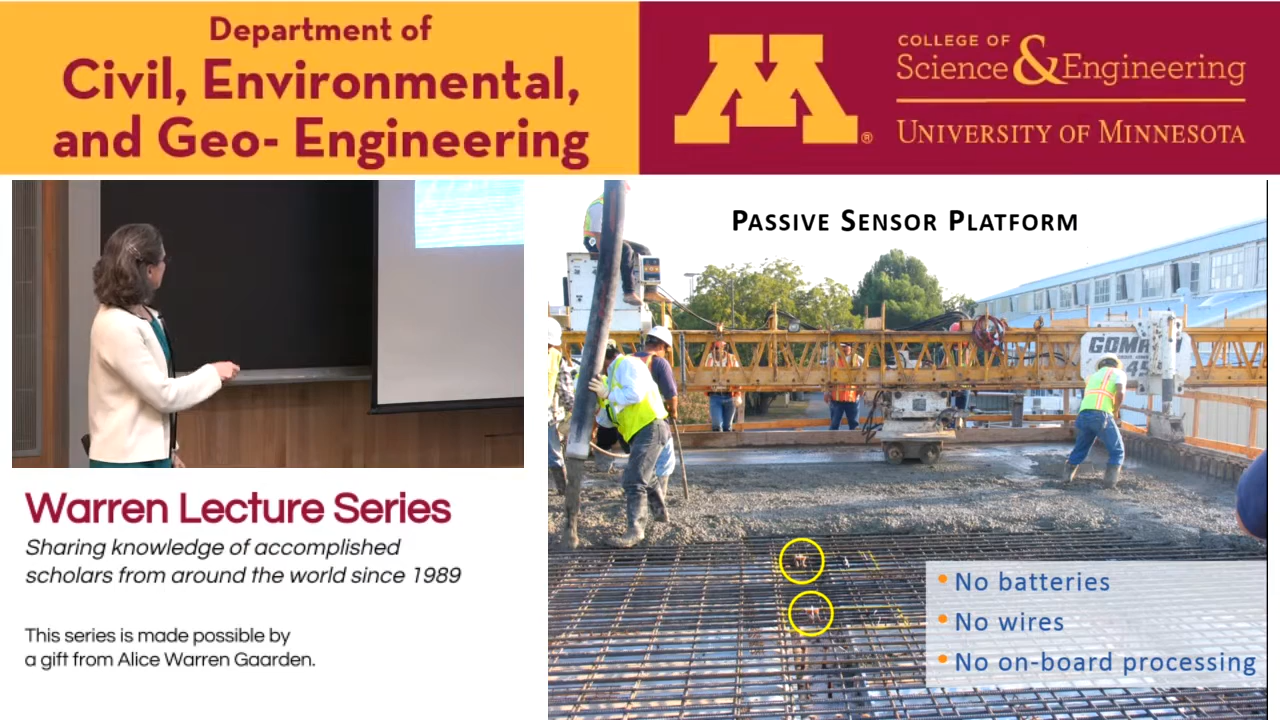 Department of
Civil, Environmental,
and Geo- Engineering
M®
COLLEGE OF
Science & Engineering
UNIVERSITY OF MINNESOTA
PASSIVE SENSOR PLATFORM
Warren Lecture Series
Sharing knowledge of accomplished
scholars from around the world since 1989
This series is made possible by
a gift from Alice Warren Gaarden.
• No batteries
• No wires
• No on-board processing